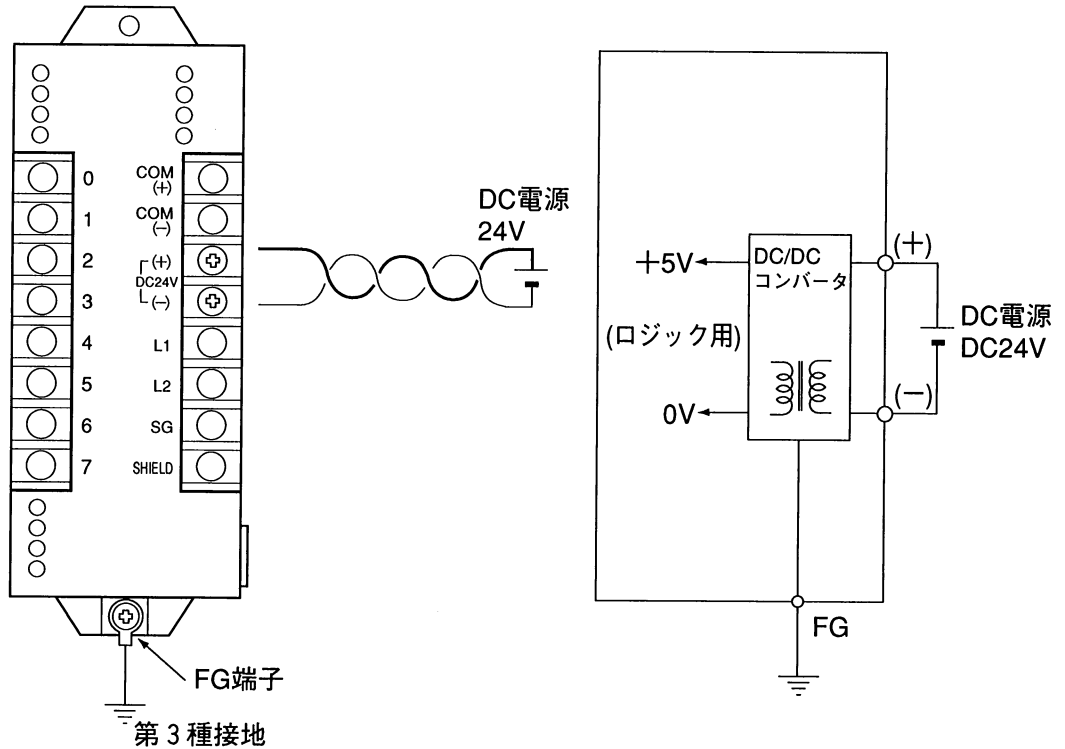 0
1
2
3
4
5
6
7
COM
(+)
COM
(−)
(+)
DC24V
(−)
L1
L2
SG
SHIELD
DC電源
24V
FG端子
第3種接地
+5V
(ロジック用)
0V
DC/DC
コンバータ
(+)
(−)
DC電源
DC24V
FG